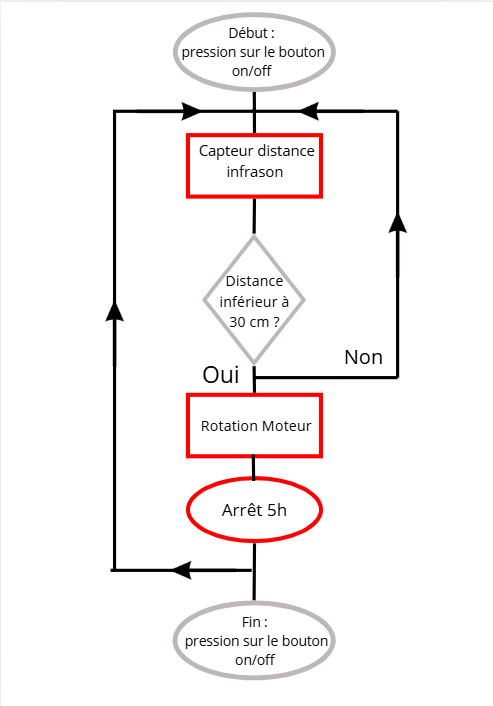 Début :
pression sur le bouton
on/off
Capteur distance
infrason
Distance
inférieur à
30 cm ?
Non
Oui
Rotation Moteur
Arrêt 5h
Fin :
pression sur le bouton
on/off